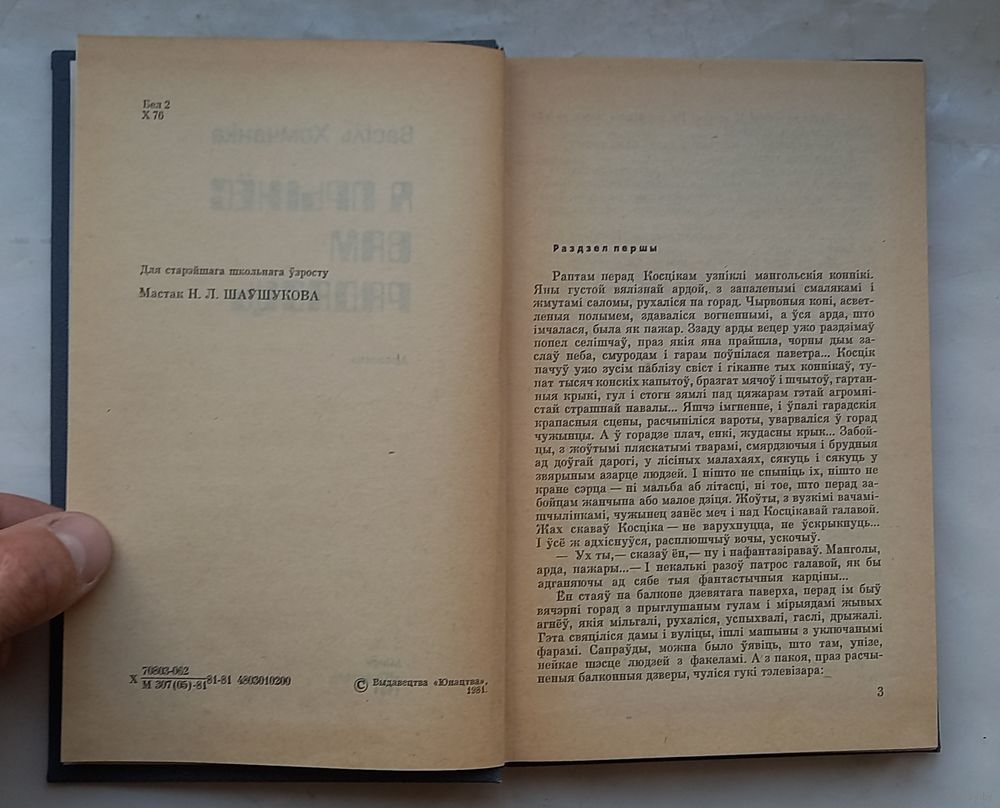 Бел 2
Х 76
Для старэйшага школьнага ўзросту
Мастак Н. Л. ШАЎШУКОВА
Х 70803-062
М 307(05)-81 81-81 4803010200
© Выдавецтва «Юнацтва»,
1981.
Раздзел першы
Раптам перад Косцікам узніклі мангольскія коннікі.
Яны густой вялізнай ардой, з запаленымі смалякамі і
жмутамі саломы, рухаліся на горад. Чырвоныя коні, асвет-
леныя полымем, здаваліся вогненнымі, а ўся арда, што
імчалася, была як пажар. Ззаду арды вецер ужо раздзімаў
попел селішчаў, праз якія яна прайшла, чорны дым за-
слаў неба, смуродам і гарам поўнілася паветра... Косцік
пачуў ужо зусім паблізу свіст і гіканне тых коннікаў, ту-
пат тысяч конскіх капытоў, бразгат мячоў і шчытоў, гартан-
ныя крыкі, гул і стогн зямлі пад цяжарам гэтай агромні-
стай страшнай навалы... Яшчэ імгненне, і ўпалі гарадскія
крапасныя сцены, расчыніліся вароты, уварваліся ў горад
чужынцы. А ў горадзе плач, енкі, жудасны крык... Забой-
цы, з жоўтымі пляскатымі тварамі, смярдзючыя і брудныя
ад доўгай дарогі, у лісіных малахаях, сякуць і сякуць у
звярыным азарце людзей. І нішто не спыніць іх, нішто не
кране сэрца — ні мальба аб літасці, ні тое, што перад за-
бойцам жанчына або малое дзіця. Жоўты, з вузкімі вачамі-
шчылінкамі, чужынец занёс меч і над Косцікавай галавой.
Жах скаваў Косціка — не варухнуцца, не ўскрыкнуць...
І ўсё ж адхіснуўся, расплюшчыў вочы, ускочыў.
— Ух ты,— сказаў ён,— ну і нафантазіраваў. Манголы,
арда, пажары...— І некалькі разоў патрос галавой, як бы
адганяючы ад сябе тыя фантастычныя карціны...
Ён стаяў на балконе дзевятага паверха, перад ім быў
вячэрні горад з прыглушаным гулам і мірыядамі жывых
агнёў, якія мільгалі, рухаліся, успыхвалі, гаслі, дрыжалі.
Гэта свяціліся дамы і вуліцы, ішлі машыны з уключанымі
фарамі. Сапраўды, можна было ўявіць, што там, унізе,
нейкае шэсце людзей з факеламі. А з пакоя, праз расчы-
неныя балконныя дзверы, чуліся гукі тэлевізара:
3